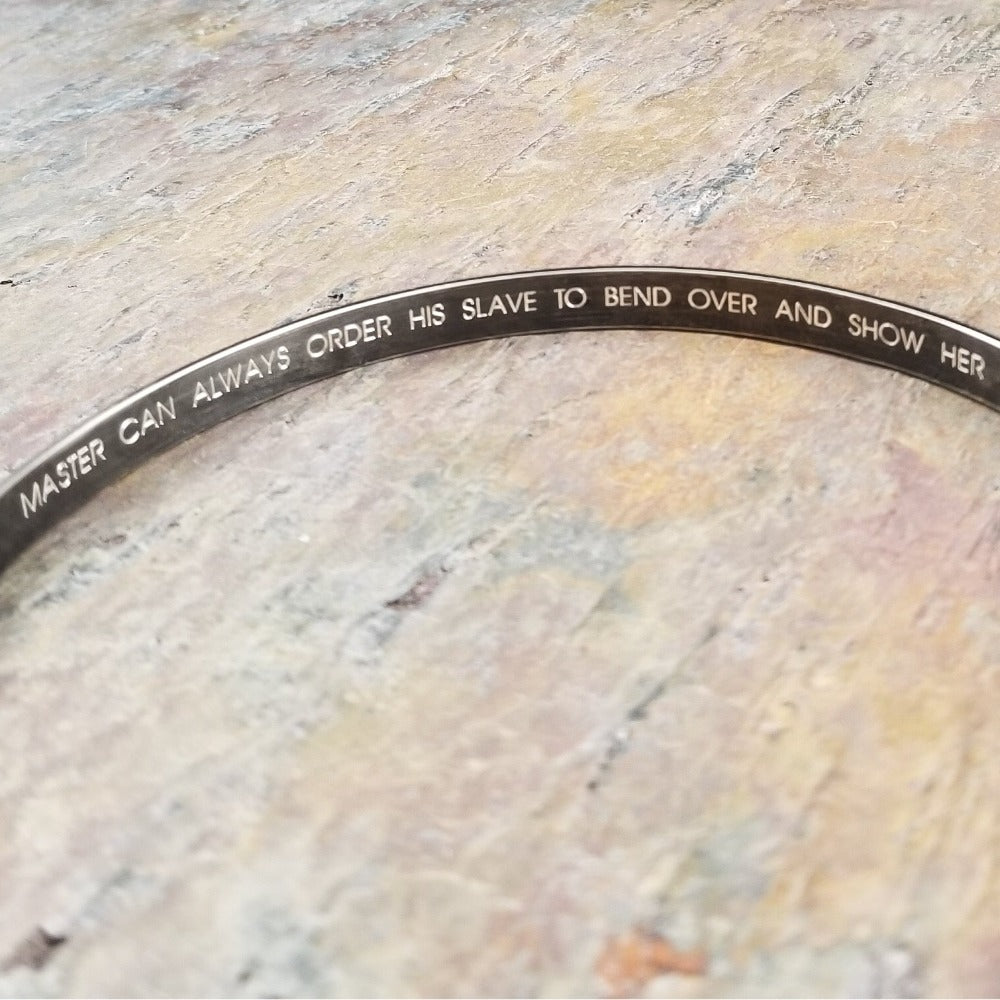 MASTER CAN ALWAYS ORDER HIS SLAVE TO BEND OVER AND SHOW HER